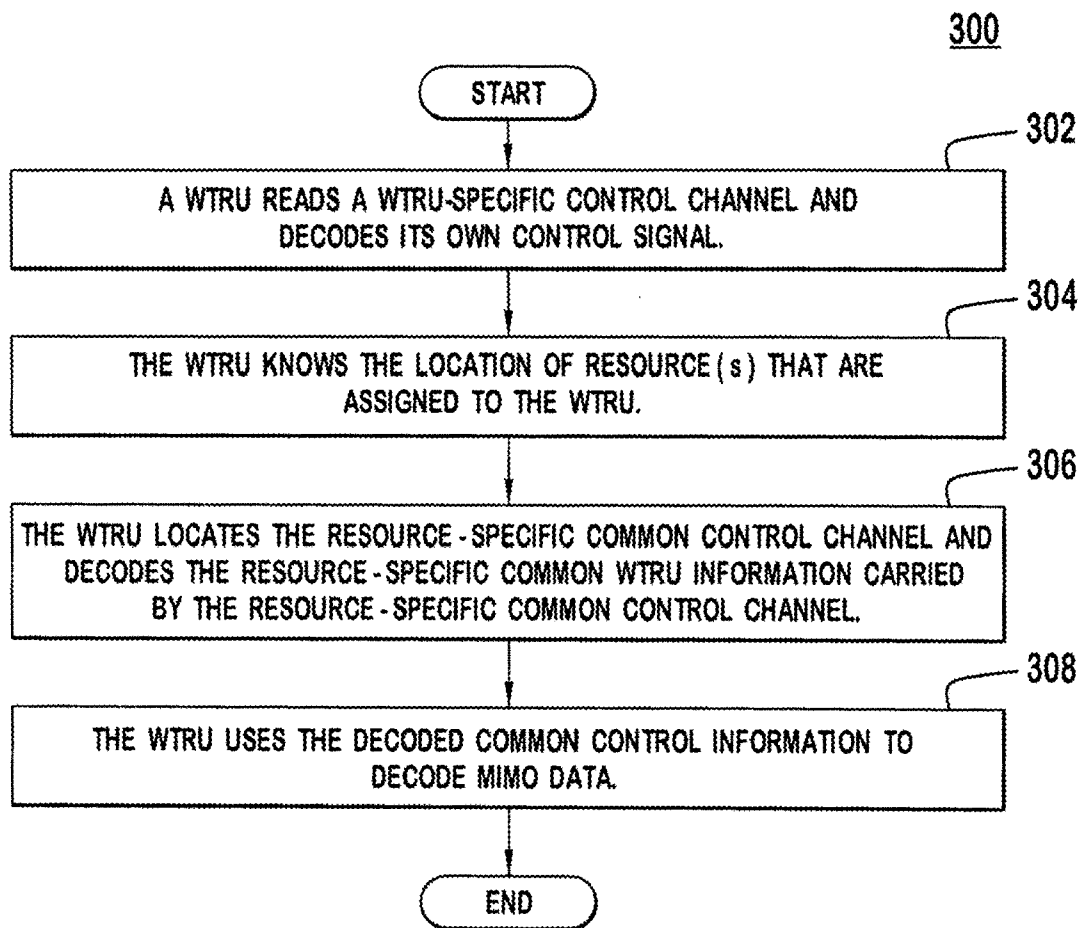 300
START
302
A WTRU READS A WTRU-SPECIFIC CONTROL CHANNEL AND
DECODES ITS OWN CONTROL SIGNAL.
304
THE WTRU KNOWS THE LOCATION OF RESOURCE(s) THAT ARE
ASSIGNED TO THE WTRU.
306
THE WTRU LOCATES THE RESOURCE-SPECIFIC COMMON CONTROL CHANNEL AND
DECODES THE RESOURCE-SPECIFIC COMMON WTRU INFORMATION CARRIED
BY THE RESOURCE-SPECIFIC COMMON CONTROL CHANNEL.
308
THE WTRU USES THE DECODED COMMON CONTROL INFORMATION TO
DECODE MIMO DATA.
END